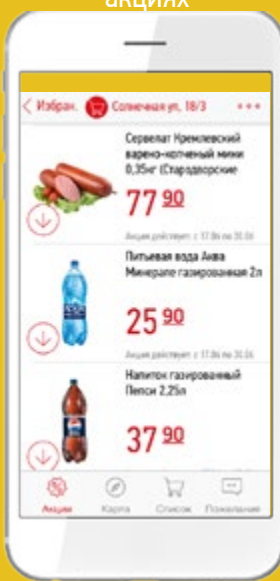 акциях
Избран.
Солнечная ул, 18/3
Сервелат Кремлевский
варено-копченый мини
0,35кг (Стародворские
77 90
Акция действует с 17.06 по 30.06
Питьевая вода Аква
Минерале газированная 2л
25 90
Акция действует с 17.06 по 30.06
Напиток газированный
Пепси 2,25л
37 90
Акции
Карта
Список
Пожелания